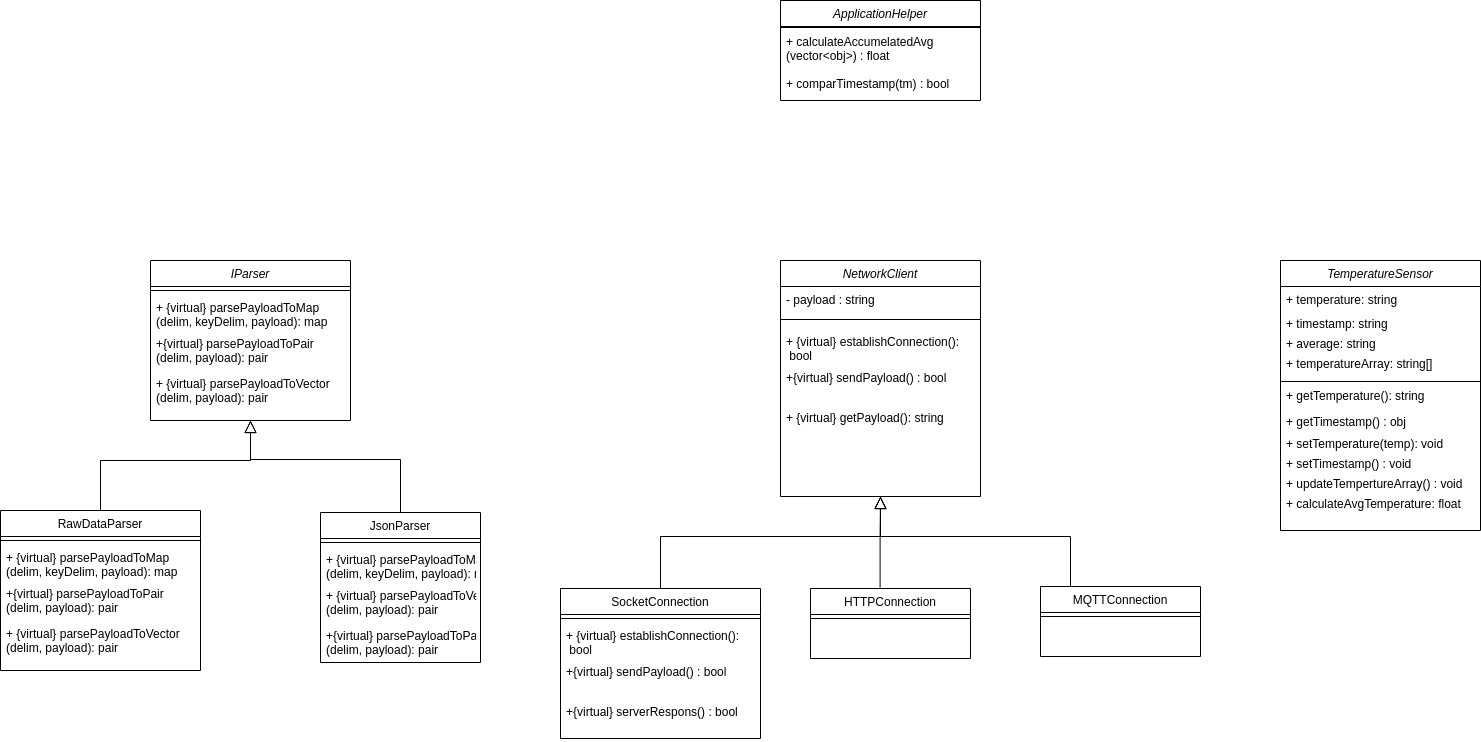 ApplicationHelper
+ calculateAccumelatedAvg
(vector<obj>) : float
+ comparTimestamp(tm) : bool
IParser
+ {virtual} parsePayloadToMap
(delim, keyDelim, payload): map
+{virtual} parsePayloadToPair
(delim, payload): pair
+ {virtual} parsePayloadToVector
(delim, payload): pair
NetworkClient
- payload : string
+ {virtual} establishConnection():
bool
+{virtual} sendPayload() : bool
+ {virtual} getPayload(): string
TemperatureSensor
+ temperature: string
+ timestamp: string
+ average: string
+ temperatureArray: string[]
+ getTemperature(): string
+ getTimestamp() : obj
+ setTemperature(temp): void
+ setTimestamp() : void
+ updateTempertureArray() : void
+ calculateAvgTemperature: float
RawDataParser
+ {virtual} parsePayloadToMap
(delim, keyDelim, payload): map
+{virtual} parsePayloadToPair
(delim, payload): pair
+ {virtual} parsePayloadToVector
(delim, payload): pair
JsonParser
+ {virtual} parsePayloadToM
(delim, keyDelim, payload):
+ {virtual} parsePayloadToVe
(delim, payload): pair
+{virtual} parsePayloadToPa
(delim, payload): pair
SocketConnection
+ {virtual} establishConnection():
bool
+{virtual} sendPayload() : bool
+{virtual} serverRespons() : bool
HTTPConnection
MQTTConnection